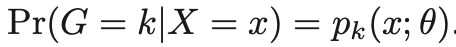 Pr(G = k|X = x) = p_k(x; θ).